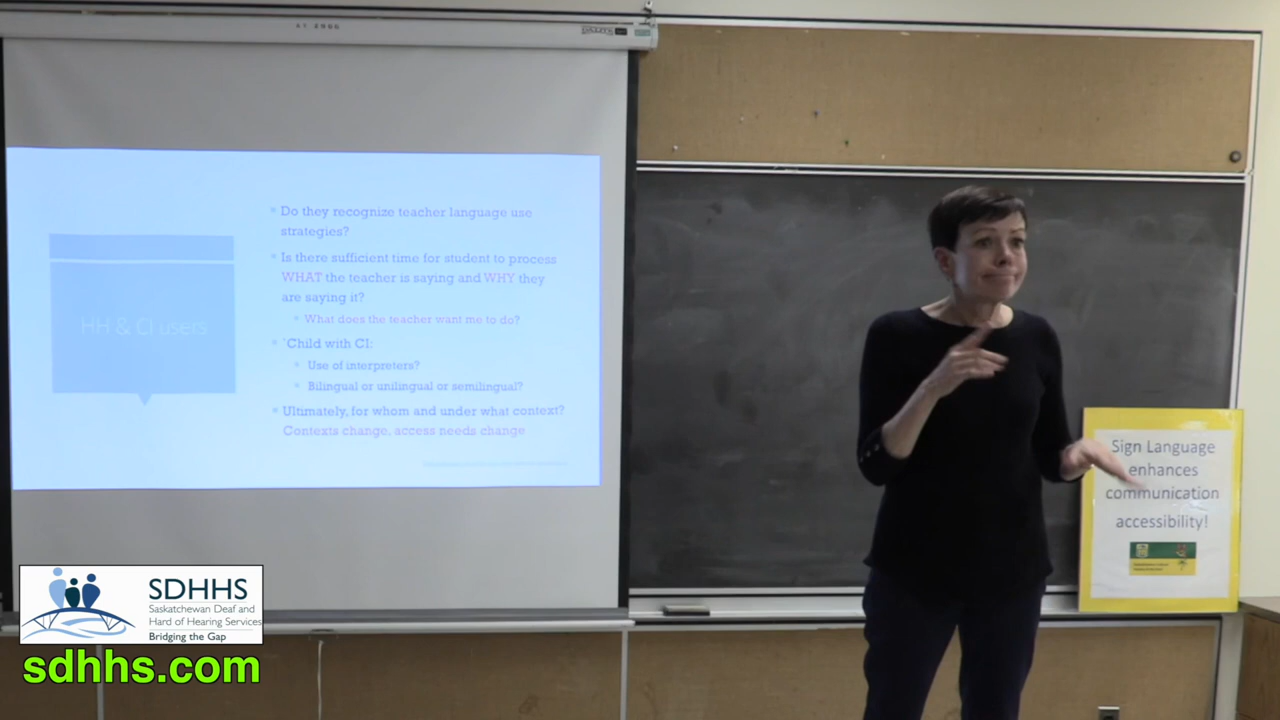 Do they recognize teacher language use
strategies?
Is there sufficient time for student to process
WHAT the teacher is saying and WHY they
are saying it?
What does the teacher want me to do?
HH & CI users
`Child with CI:
Use of interpreters?
Bilingual or unilingual or semilingual?
Ultimately, for whom and under what context?
Contexts change, access needs change
Sign Language
enhances
communication
accessibility!
SDHHS
Saskatchewan Deaf and
Hard of Hearing Services
Bridging the Gap
sdhhs.com